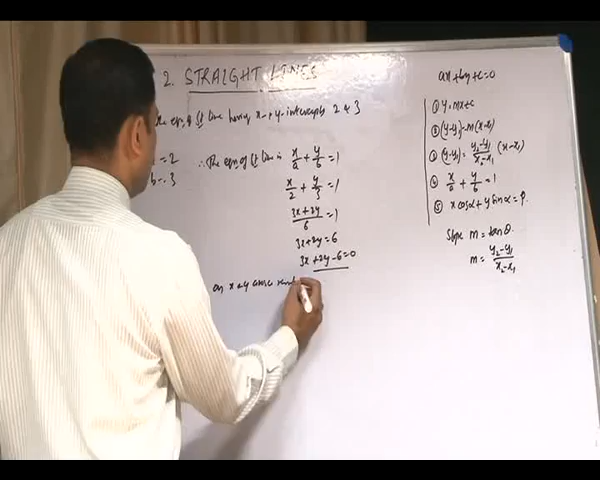 2. STRAIGHT LINES
eqn. of St line having x- & y-intercepts 2 & 3
= 2
b = 3
∴ The eqn of St line is x/a + y/b = 1
x/2 + y/3 = 1
3x+2y/6 = 1
3x+2y=6
3x+2y-6=0
on x & y axes
ax+by+c=0
① y=mx+c
② (y-y₁)=m(x-x₁)
③ (y-y₁) = y₂-y₁/x₂-x₁ (x-x₁)
④ x/a + y/b = 1
⑤ x cosα + y sinα = P.
Slope m = tanθ.
m = y₂-y₁/x₂-x₁